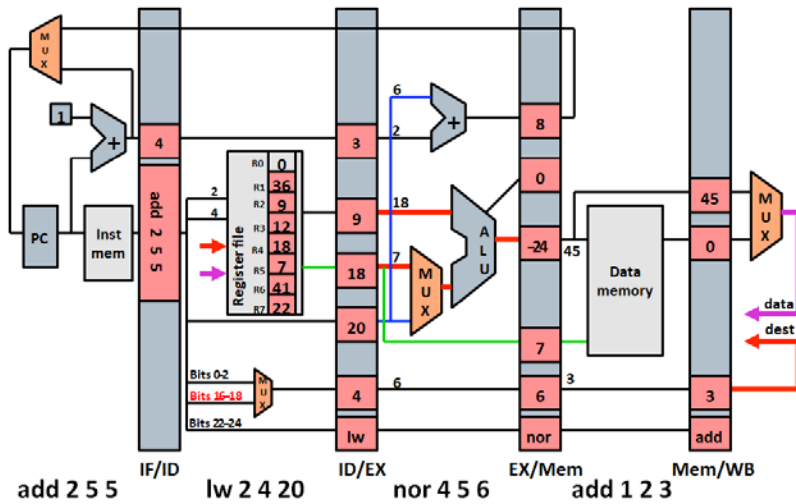 MUX
1
+
4
add 2 5 5
PC
Inst
mem
2
4
Register file
R0 0
R1 36
R2 9
R3 12
R4 18
R5 7
R6 41
R7 22
Bits 0-2
Bits 16-18
Bits 22-24
MUX
3
9
18
20
4
lw
6
2
+
18
7
MUX
ALU
6
8
0
-24
7
6
nor
45
Data
memory
3
45
0
3
add
MUX
data
dest
IF/ID
ID/EX
EX/Mem
Mem/WB
add 2 5 5
lw 2 4 20
nor 4 5 6
add 1 2 3